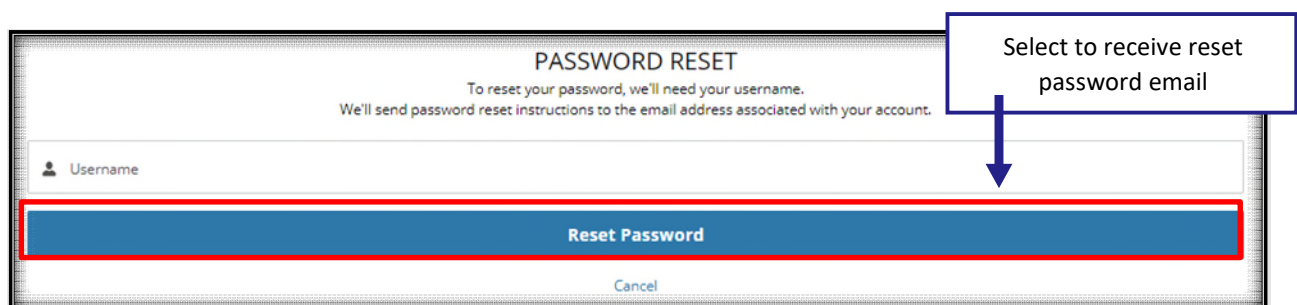 Select to receive reset
password email
PASSWORD RESET
To reset your password, we'll need your username.
We'll send password reset instructions to the email address associated with your account.
Username
Reset Password
Cancel